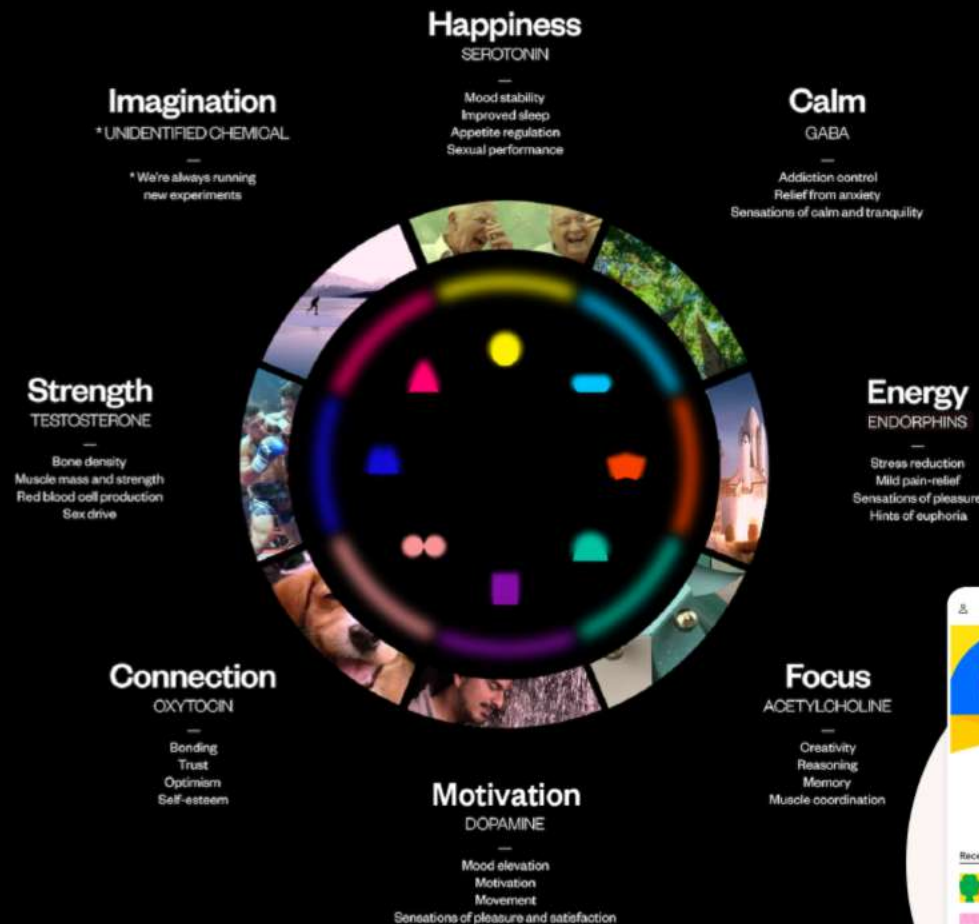 Happiness
SEROTONIN
—
Mood stability
Improved sleep
Appetite regulation
Sexual performance
Imagination
* UNIDENTIFIED CHEMICAL
—
* We're always running
new experiments
Calm
GABA
—
Addiction control
Relief from anxiety
Sensations of calm and tranquility
Strength
TESTOSTERONE
—
Bone density
Muscle mass and strength
Red blood cell production
Sex drive
Energy
ENDORPHINS
—
Stress reduction
Mild pain-relief
Sensations of pleasure
Hints of euphoria
Connection
OXYTOCIN
—
Bonding
Trust
Optimism
Self-esteem
Focus
ACETYLCHOLINE
—
Creativity
Reasoning
Memory
Muscle coordination
Motivation
DOPAMINE
—
Mood elevation
Motivation
Movement
Sensations of pleasure and satisfaction
Rece